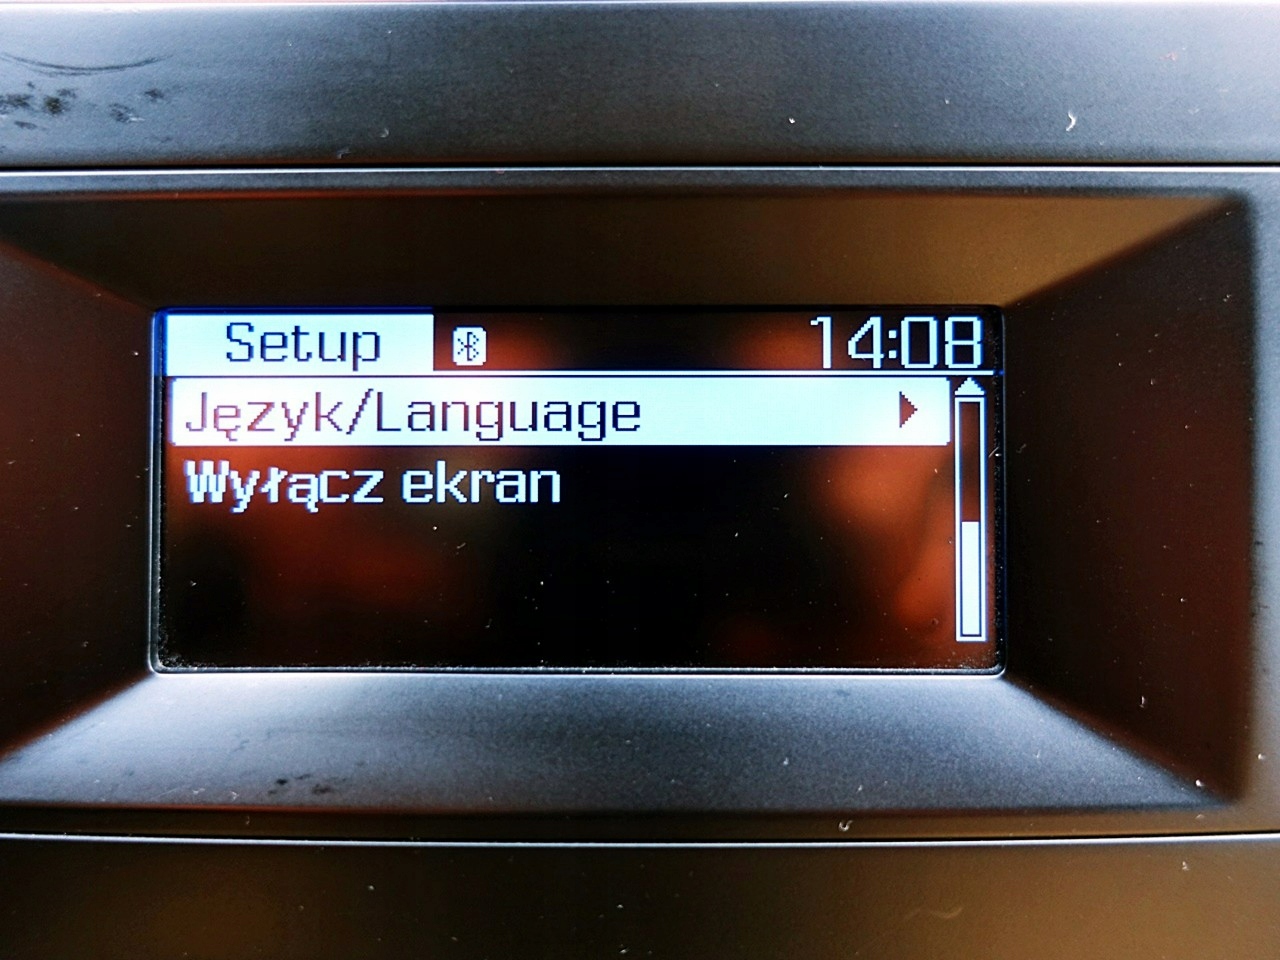 Setup 14:08
Język/Language
Wyłącz ekran